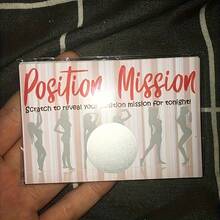 Position Mission
Scratch to reveal your position mission for tonight!